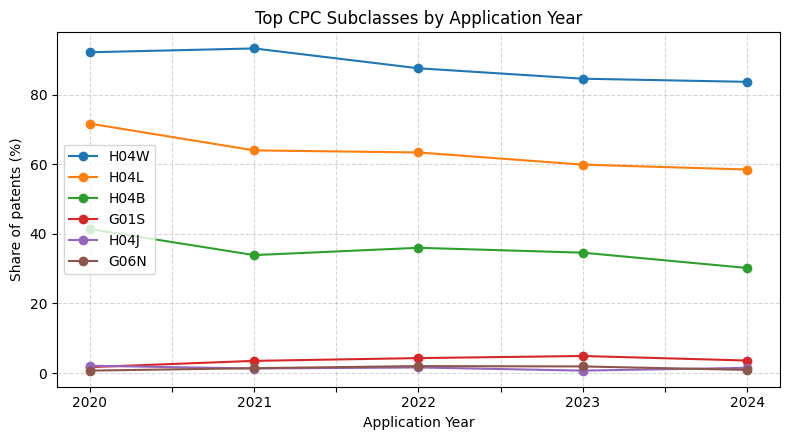 Top CPC Subclasses by Application Year
Share of patents (%)
80
60
40
20
0
H04W
H04L
H04B
G01S
H04J
G06N
2020 2021 2022 2023 2024
Application Year